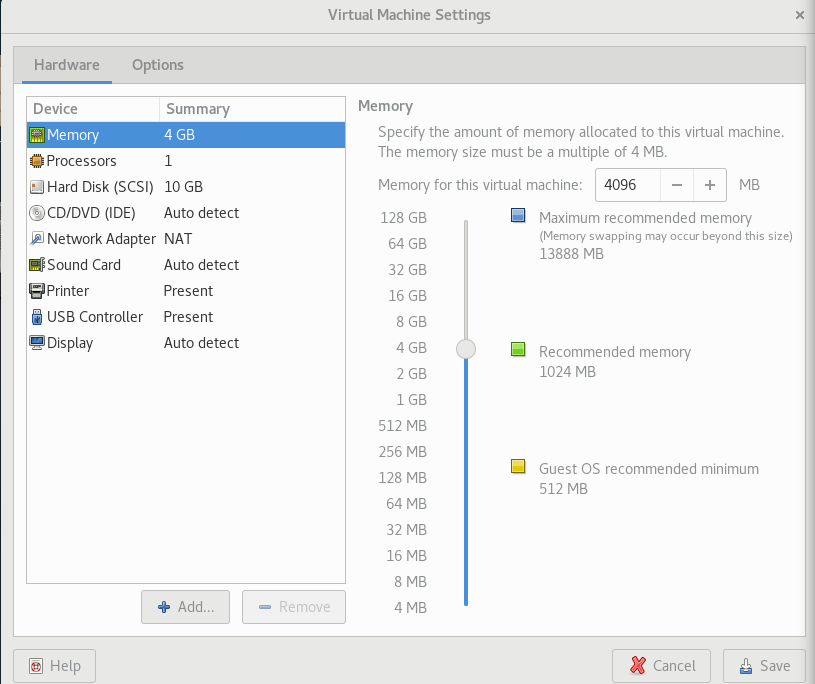 Virtual Machine Settings
Hardware Options
Device Summary
Memory 4 GB
Processors 1
Hard Disk (SCSI) 10 GB
CD/DVD (IDE) Auto detect
Network Adapter NAT
Sound Card Auto detect
Printer Present
USB Controller Present
Display Auto detect
Add...
Remove
Memory
Specify the amount of memory allocated to this virtual machine.
The memory size must be a multiple of 4 MB.
Memory for this virtual machine: 4096 − + MB
128 GB
64 GB
32 GB
16 GB
8 GB
4 GB
2 GB
1 GB
512 MB
256 MB
128 MB
64 MB
32 MB
16 MB
8 MB
4 MB
Maximum recommended memory
(Memory swapping may occur beyond this size)
13888 MB
Recommended memory
1024 MB
Guest OS recommended minimum
512 MB
Help
Cancel
Save